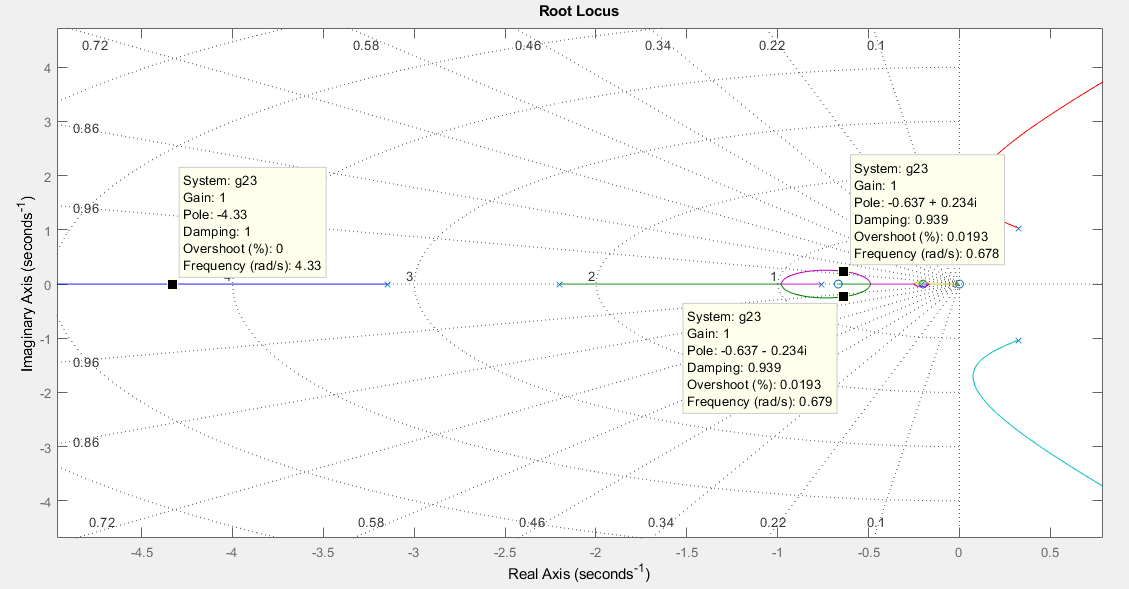 Root Locus
0.72
0.58
0.46
0.34
0.22
0.1
4
3
0.86
System: g23
Gain: 1
Pole: -0.637 + 0.234i
Damping: 0.939
Overshoot (%): 0.0193
Frequency (rad/s): 0.678
System: g23
Gain: 1
Pole: -4.33
Damping: 1
Overshoot (%): 0
Frequency (rad/s): 4.33
2
0.96
1
4
3
2
1
0
System: g23
Gain: 1
Pole: -0.637 - 0.234i
Damping: 0.939
Overshoot (%): 0.0193
Frequency (rad/s): 0.679
-1
0.96
-2
0.86
-3
-4
0.72
0.58
0.46
0.34
0.22
0.1
-4.5
-4
-3.5
-3
-2.5
-2
-1.5
-1
-0.5
0
0.5
Real Axis (seconds-1)
Imaginary Axis (seconds-1)